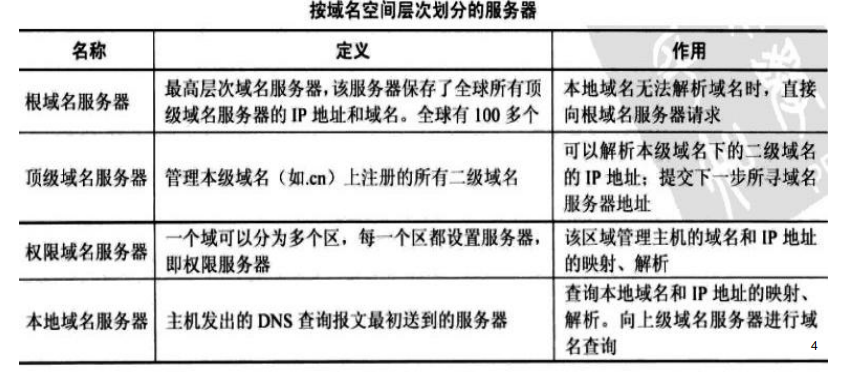 按域名空间层次划分的服务器
名称 定义 作用
根域名服务器
最高层次域名服务器，该服务器保存了全球所有顶
级域名服务器的 IP 地址和域名。全球有 100 多个
本地域名无法解析域名时，直接
向根域名服务器请求
顶级域名服务器
管理本级域名（如.cn）上注册的所有二级域名
可以解析本级域名下的二级域名
的 IP 地址；提交下一步所寻域名
服务器地址
权限域名服务器
一个域可以分为多个区，每一个区都设置服务器，
即权限服务器
该区域管理主机的域名和 IP 地址
的映射、解析
本地域名服务器
主机发出的 DNS 查询报文最初送到的服务器
查询本地域名和 IP 地址的映射、
解析。向上级域名服务器进行域
名查询
4